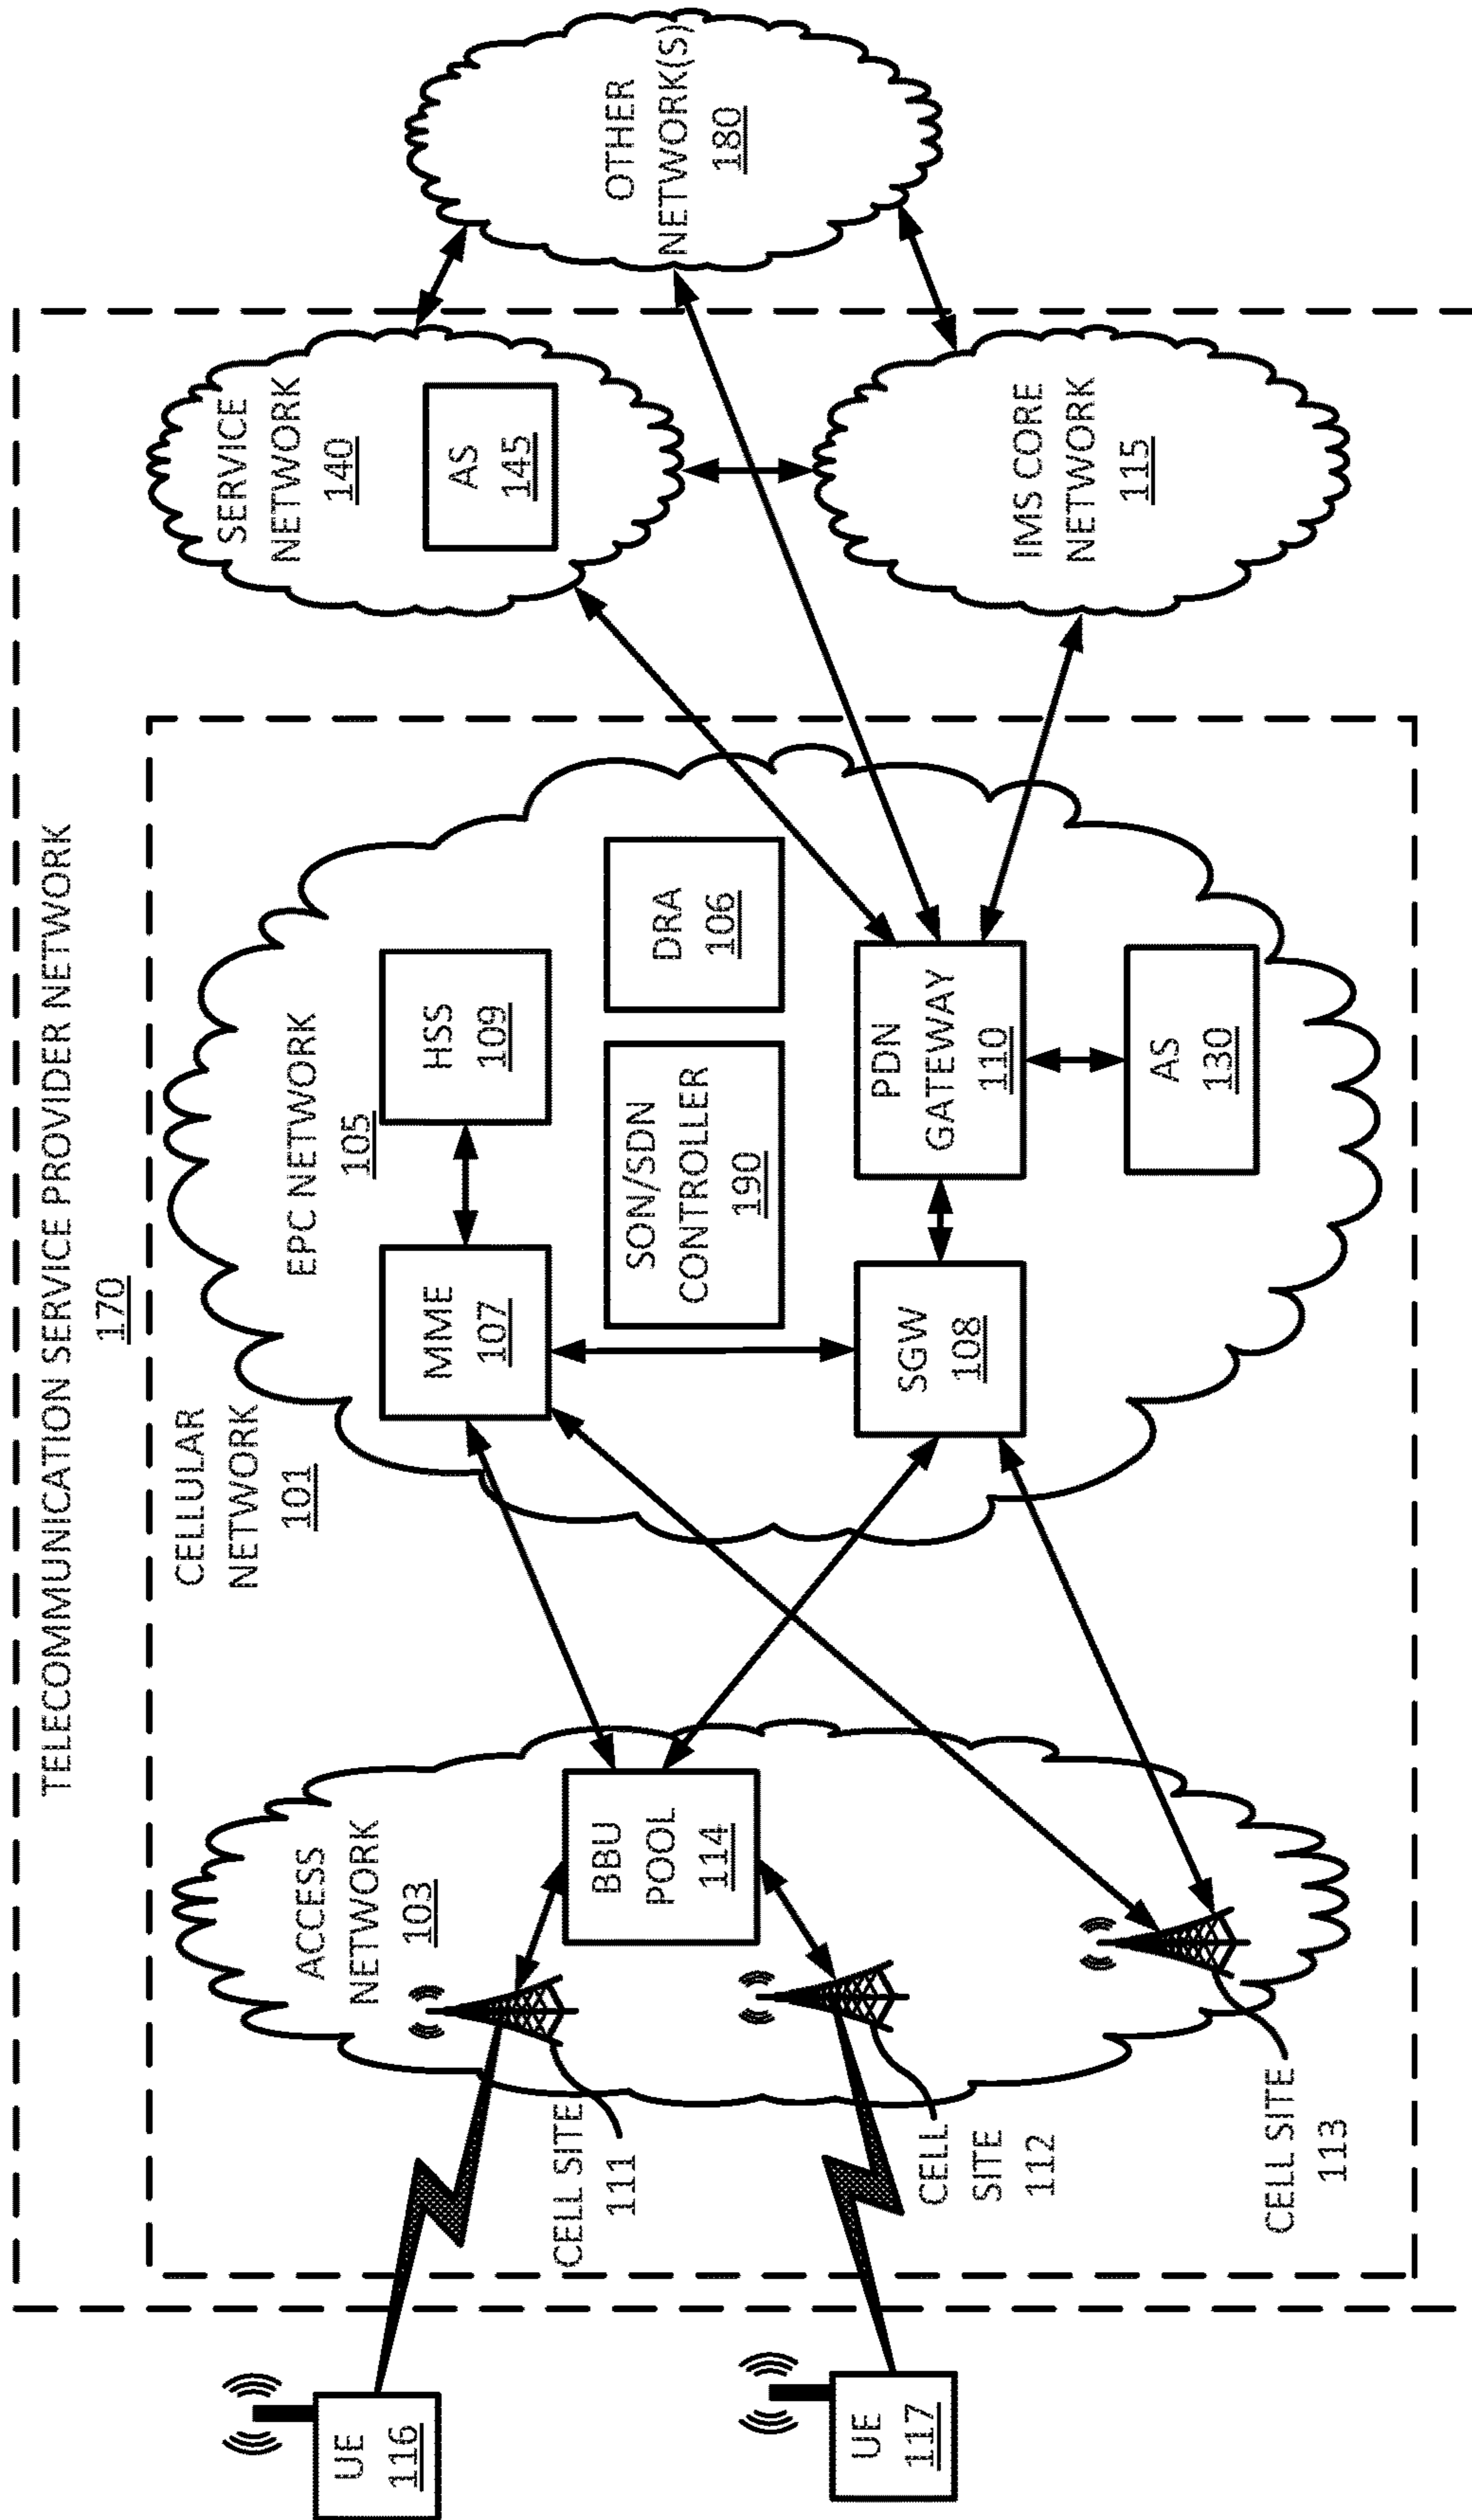 TELECOMMUNICATION SERVICE PROVIDER NETWORK
170
CELLULAR
NETWORK
101
ACCESS
NETWORK
103
EPC NETWORK
105
UE
116
UE
117
CELL SITE
111
CELL
SITE
112
CELL SITE
113
BBU
POOL
114
MME
107
HSS
109
SON/SDN
CONTROLLER
190
DRA
106
SGW
108
PDN
GATEWAY
110
AS
130
SERVICE
NETWORK
140
AS
145
IMS CORE
NETWORK
115
OTHER
NETWORK(S)
180